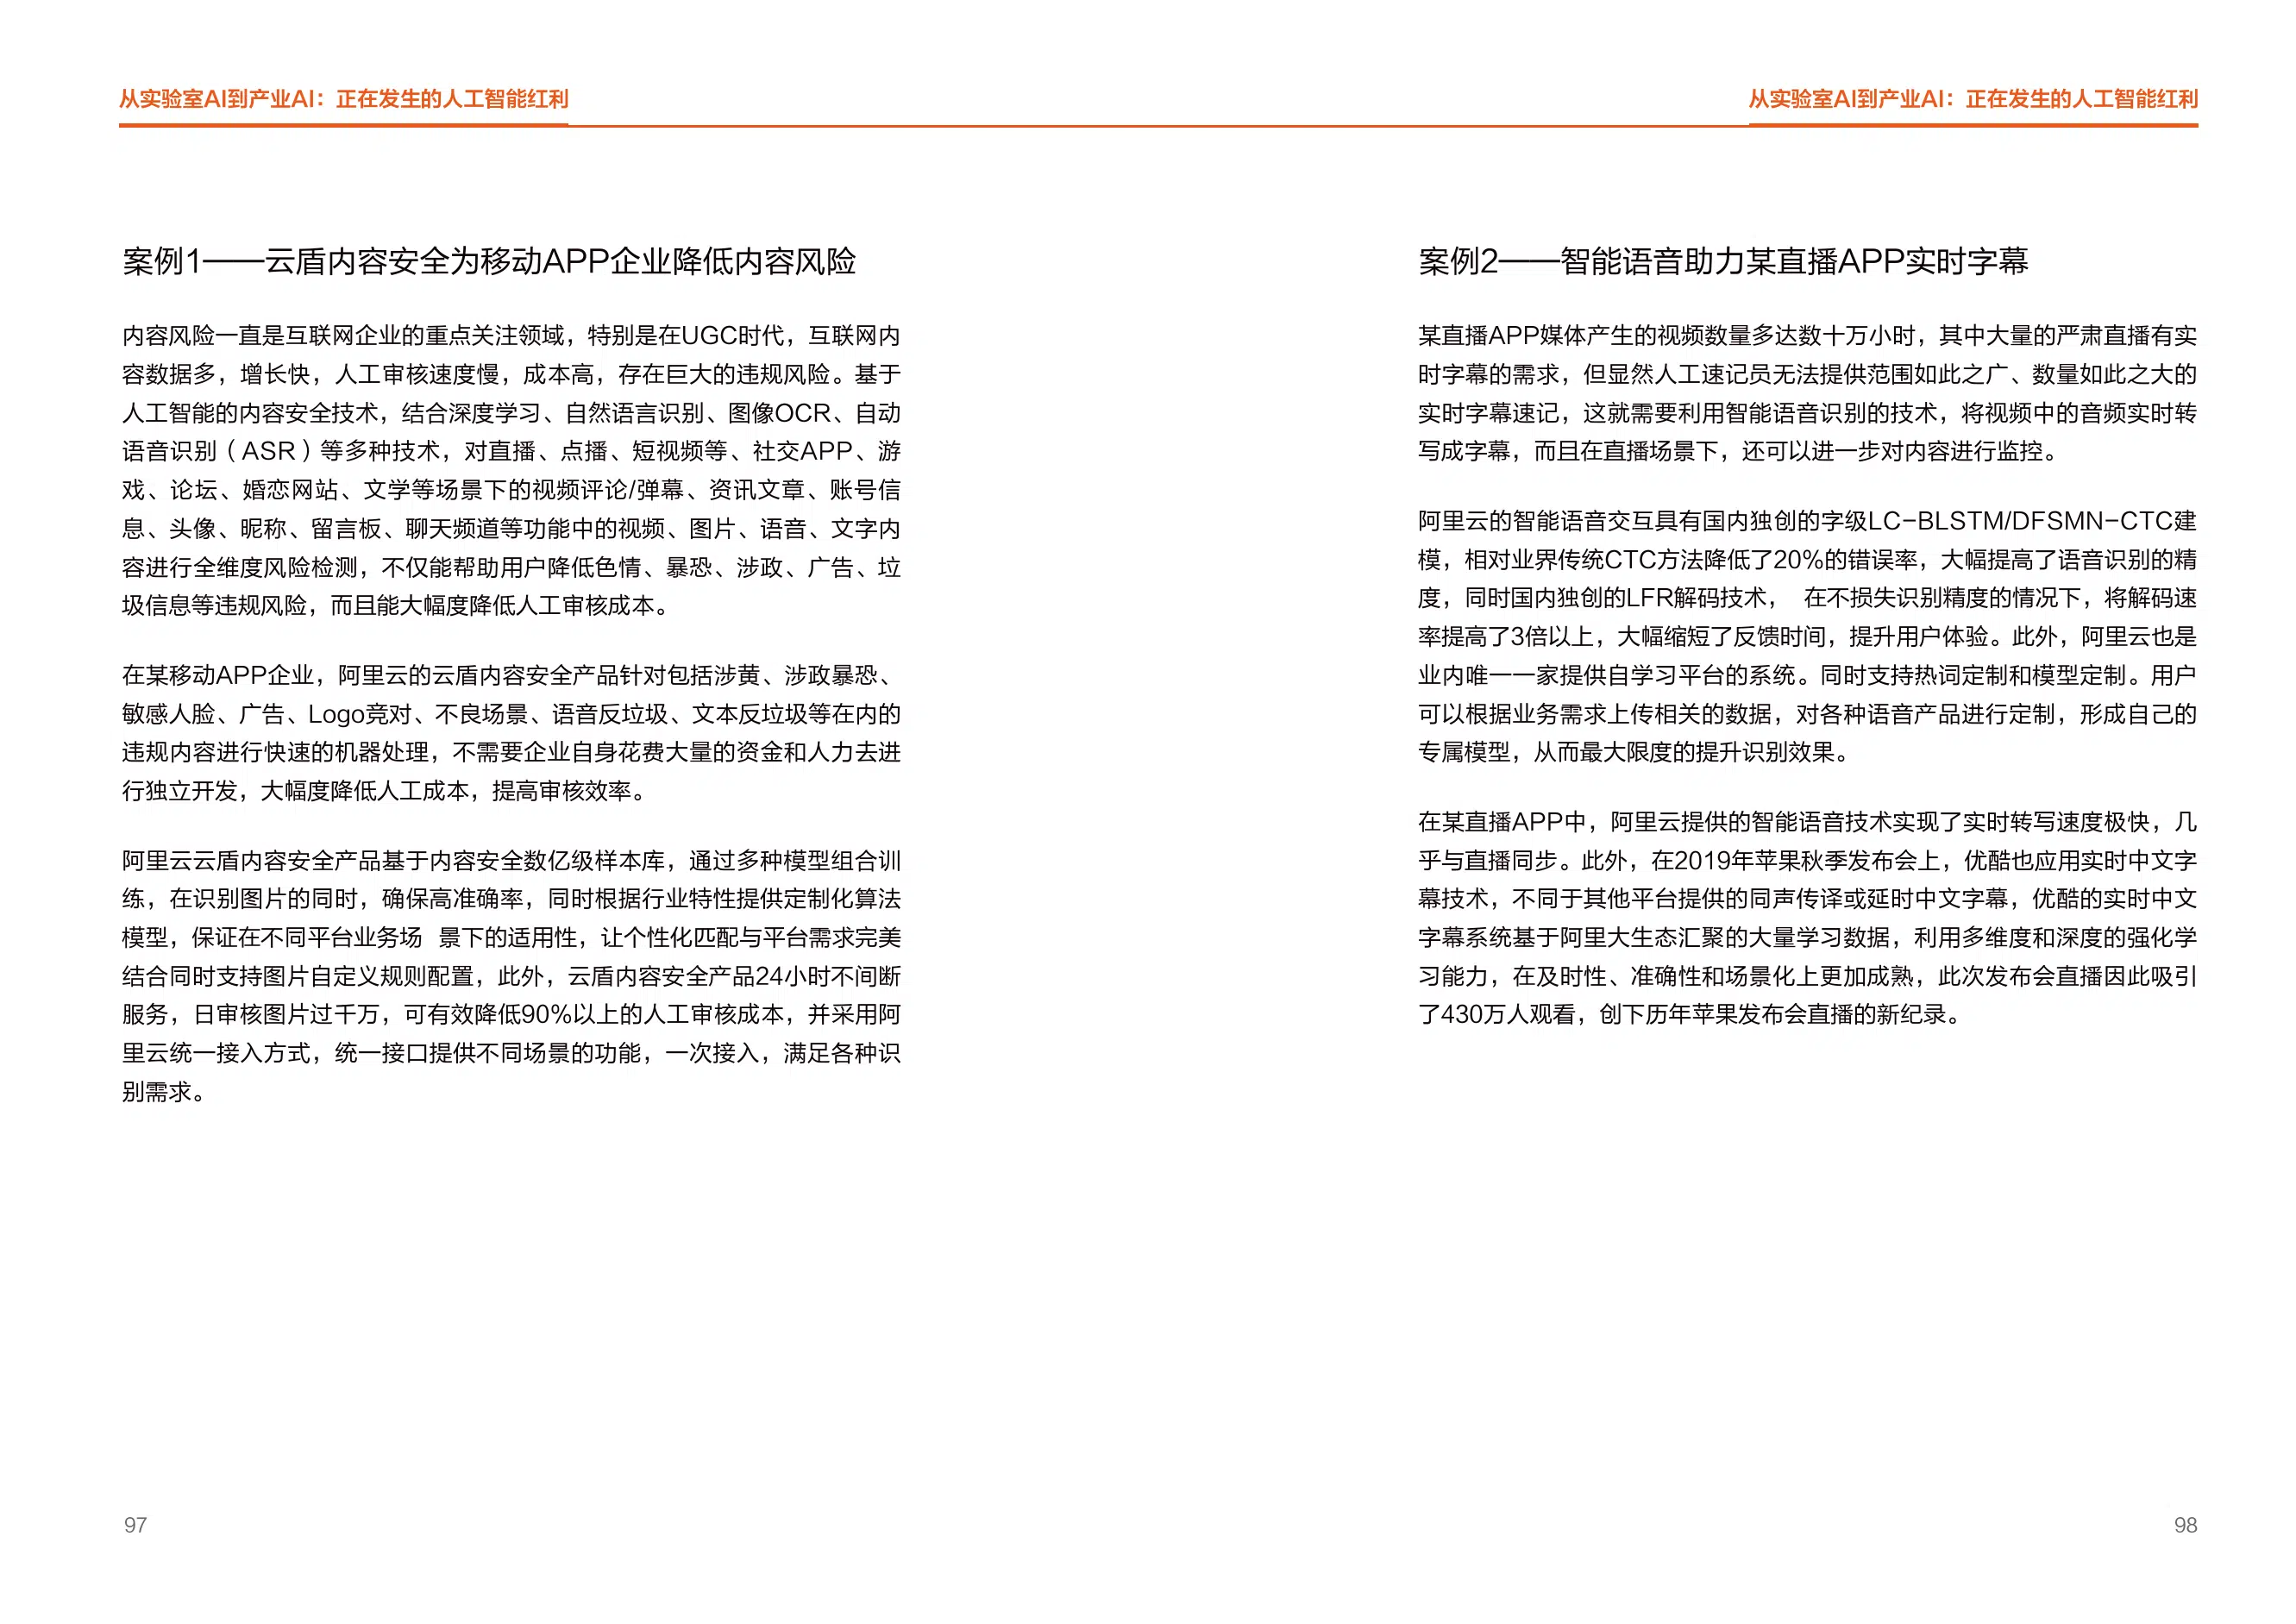 从实验室AI到产业AI：正在发生的人工智能红利
案例1——云盾内容安全为移动APP企业降低内容风险
内容风险一直是互联网企业的重点关注领域，特别是在UGC时代，互联网内
容数据多，增长快，人工审核速度慢，成本高，存在巨大的违规风险。基于
人工智能的内容安全技术，结合深度学习、自然语言识别、图像OCR、自动
语音识别（ASR）等多种技术，对直播、点播、短视频等、社交APP、游
戏、论坛、婚恋网站、文学等场景下的视频评论/弹幕、资讯文章、账号信
息、头像、昵称、留言板、聊天频道等功能中的视频、图片、语音、文字内
容进行全维度风险检测，不仅能帮助用户降低色情、暴恐、涉政、广告、垃
圾信息等违规风险，而且能大幅度降低人工审核成本。
在某移动APP企业，阿里云的云盾内容安全产品针对包括涉黄、涉政暴恐、
敏感人脸、广告、Logo竞对、不良场景、语音反垃圾、文本反垃圾等在内的
违规内容进行快速的机器处理，不需要企业自身花费大量的资金和人力去进
行独立开发，大幅度降低人工成本，提高审核效率。
阿里云云盾内容安全产品基于内容安全数亿级样本库，通过多种模型组合训
练，在识别图片的同时，确保高准确率，同时根据行业特性提供定制化算法
模型，保证在不同平台业务场 景下的适用性，让个性化匹配与平台需求完美
结合同时支持图片自定义规则配置，此外，云盾内容安全产品24小时不间断
服务，日审核图片过千万，可有效降低90%以上的人工审核成本，并采用阿
里云统一接入方式，统一接口提供不同场景的功能，一次接入，满足各种识
别需求。
97
从实验室AI到产业AI：正在发生的人工智能红利
案例2——智能语音助力某直播APP实时字幕
某直播APP媒体产生的视频数量多达数十万小时，其中大量的严肃直播有实
时字幕的需求，但显然人工速记员无法提供范围如此之广、数量如此之大的
实时字幕速记，这就需要利用智能语音识别的技术，将视频中的音频实时转
写成字幕，而且在直播场景下，还可以进一步对内容进行监控。
阿里云的智能语音交互具有国内独创的字级LC-BLSTM/DFSMN-CTC建
模，相对业界传统CTC方法降低了20%的错误率，大幅提高了语音识别的精
度，同时国内独创的LFR解码技术， 在不损失识别精度的情况下，将解码速
率提高了3倍以上，大幅缩短了反馈时间，提升用户体验。此外，阿里云也是
业内唯一一家提供自学习平台的系统。同时支持热词定制和模型定制。用户
可以根据业务需求上传相关的数据，对各种语音产品进行定制，形成自己的
专属模型，从而最大限度的提升识别效果。
在某直播APP中，阿里云提供的智能语音技术实现了实时转写速度极快，几
乎与直播同步。此外，在2019年苹果秋季发布会上，优酷也应用实时中文字
幕技术，不同于其他平台提供的同声传译或延时中文字幕，优酷的实时中文
字幕系统基于阿里大生态汇聚的大量学习数据，利用多维度和深度的强化学
习能力，在及时性、准确性和场景化上更加成熟，此次发布会直播因此吸引
了430万人观看，创下历年苹果发布会直播的新纪录。
98